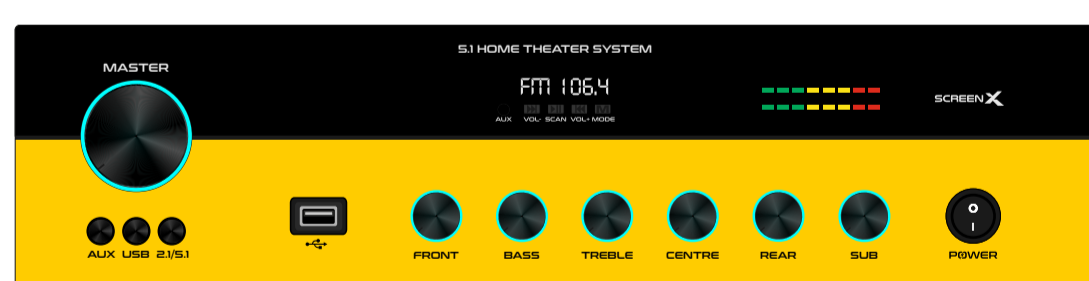 5.1 HOME THEATER SYSTEM
MASTER
FM 106.4
SCREEN X
AUX VOL- SCAN VOL+ MODE
AUX USB 2.1/5.1
FRONT BASS TREBLE CENTRE REAR SUB POWER